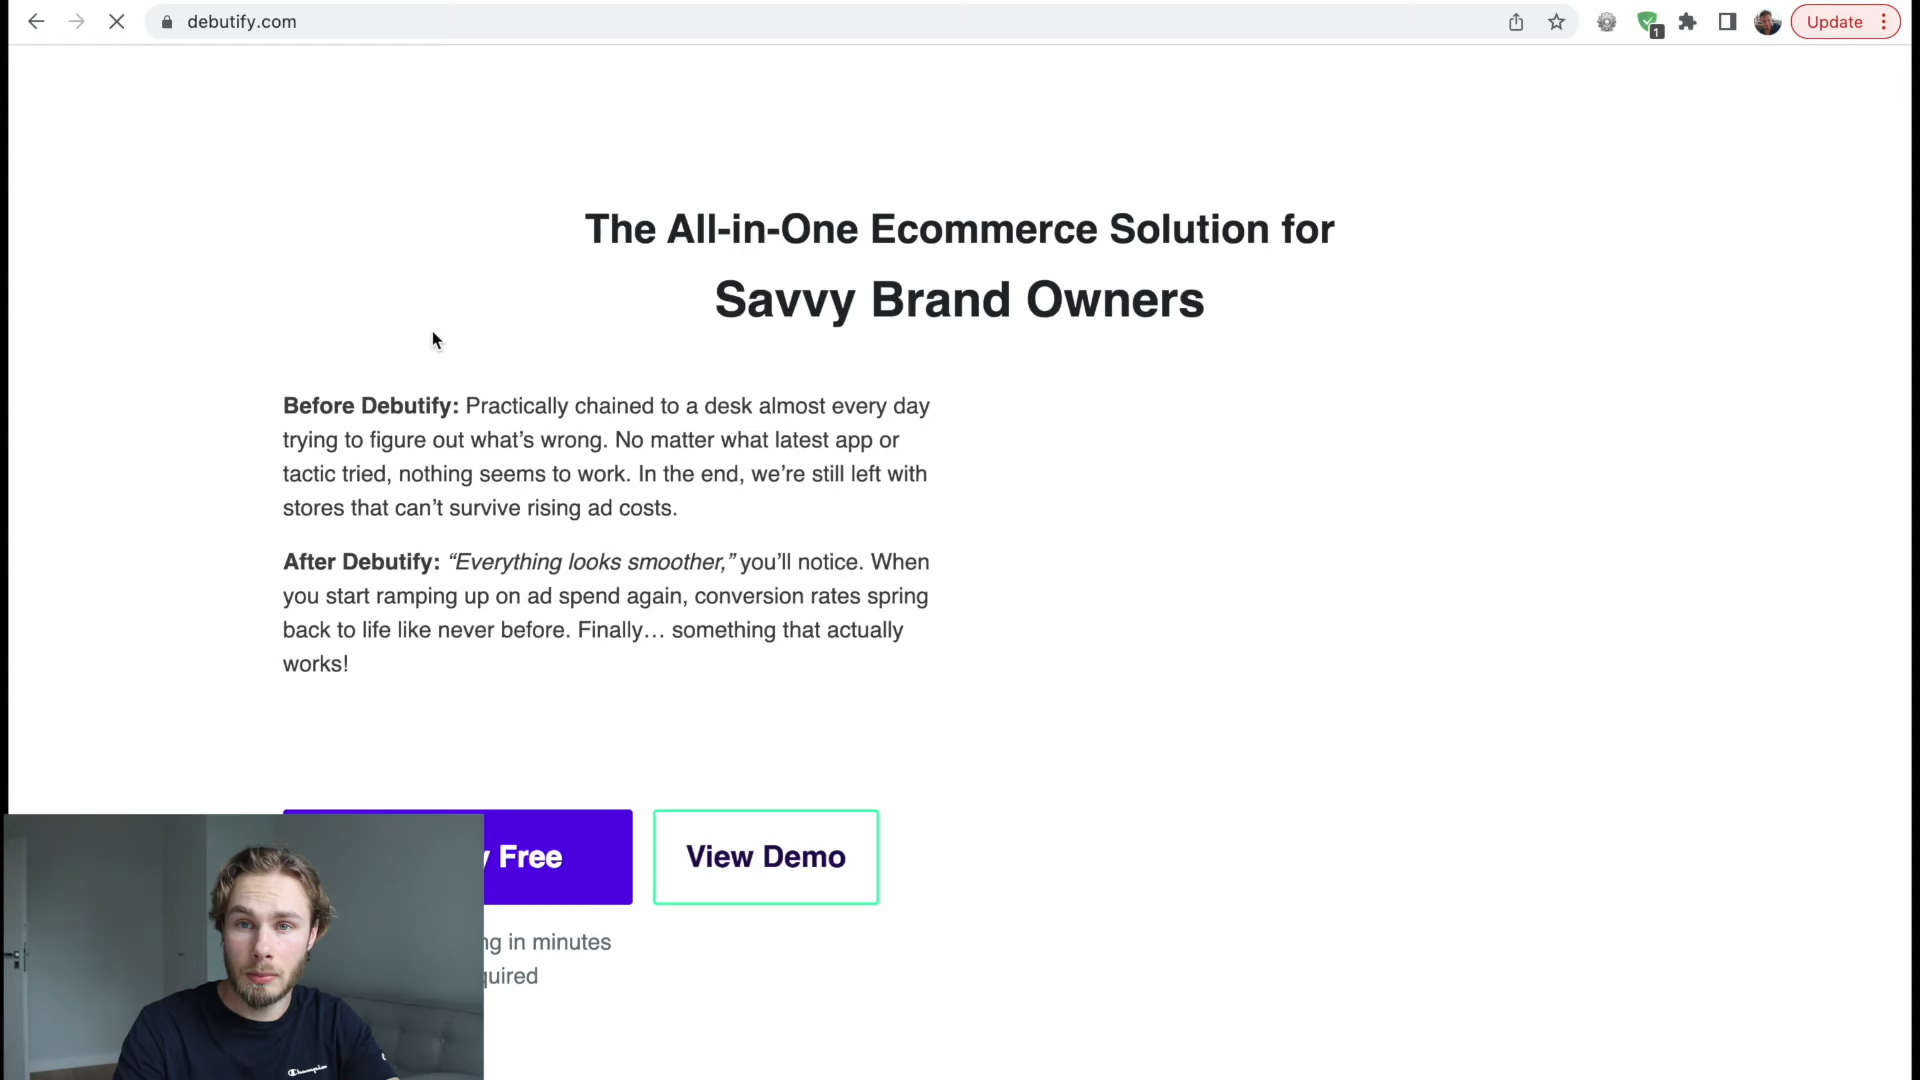 debutify.com
1
Update
The All-in-One Ecommerce Solution for
Savvy Brand Owners
Before Debutify: Practically chained to a desk almost every day
trying to figure out what’s wrong. No matter what latest app or
tactic tried, nothing seems to work. In the end, we’re still left with
stores that can’t survive rising ad costs.
After Debutify: “Everything looks smoother,” you’ll notice. When
you start ramping up on ad spend again, conversion rates spring
back to life like never before. Finally… something that actually
works!
Free
View Demo
in minutes
Champion